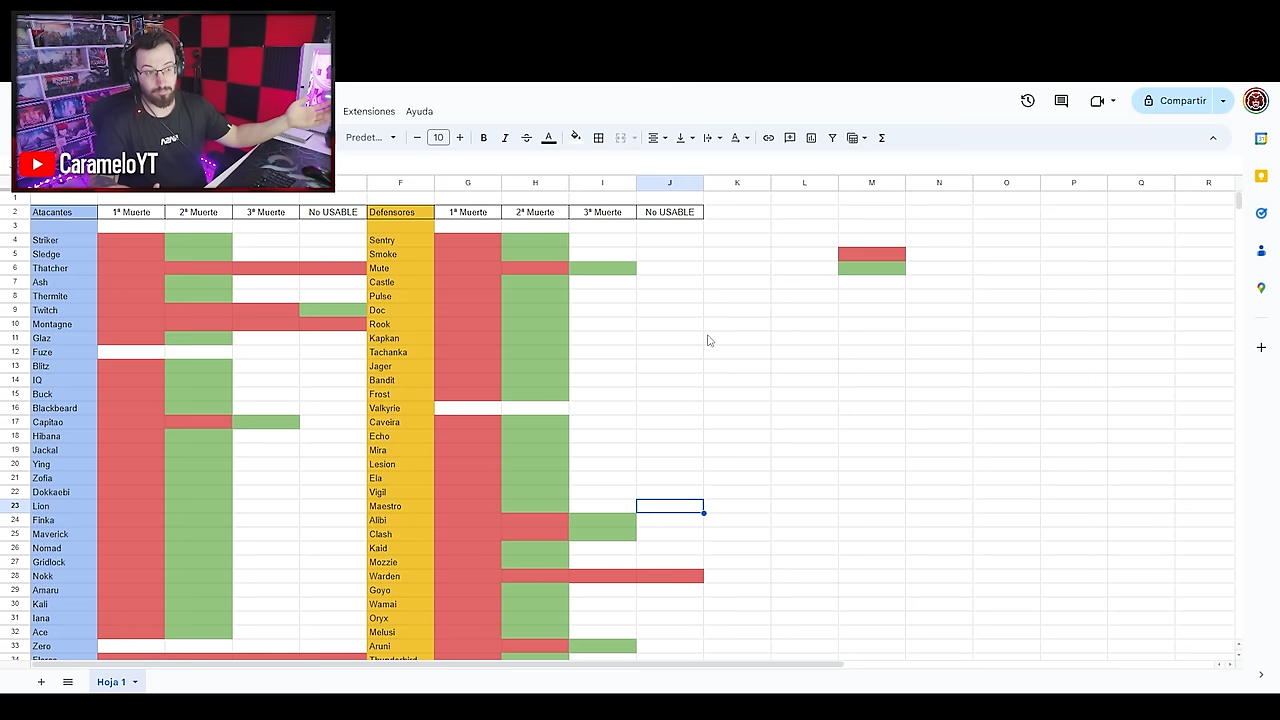 CarameloYT
Extensiones Ayuda
Compartir
Predet... 10
F G H I J K L M N O P Q R
1
2 Atacantes 1ª Muerte 2ª Muerte 3ª Muerte No USABLE Defensores 1ª Muerte 2ª Muerte 3ª Muerte No USABLE
3
4 Striker Sentry
5 Sledge Smoke
6 Thatcher Mute
7 Ash Castle
8 Thermite Pulse
9 Twitch Doc
10 Montagne Rook
11 Glaz Kapkan
12 Fuze Tachanka
13 Blitz Jager
14 IQ Bandit
15 Buck Frost
16 Blackbeard Valkyrie
17 Capitao Caveira
18 Hibana Echo
19 Jackal Mira
20 Ying Lesion
21 Zofia Ela
22 Dokkaebi Vigil
23 Lion Maestro
24 Finka Alibi
25 Maverick Clash
26 Nomad Kaid
27 Gridlock Mozzie
28 Nokk Warden
29 Amaru Goyo
30 Kali Wamai
31 Iana Oryx
32 Ace Melusi
33 Zero Aruni
34 Flores Thunderbird
Hoja 1